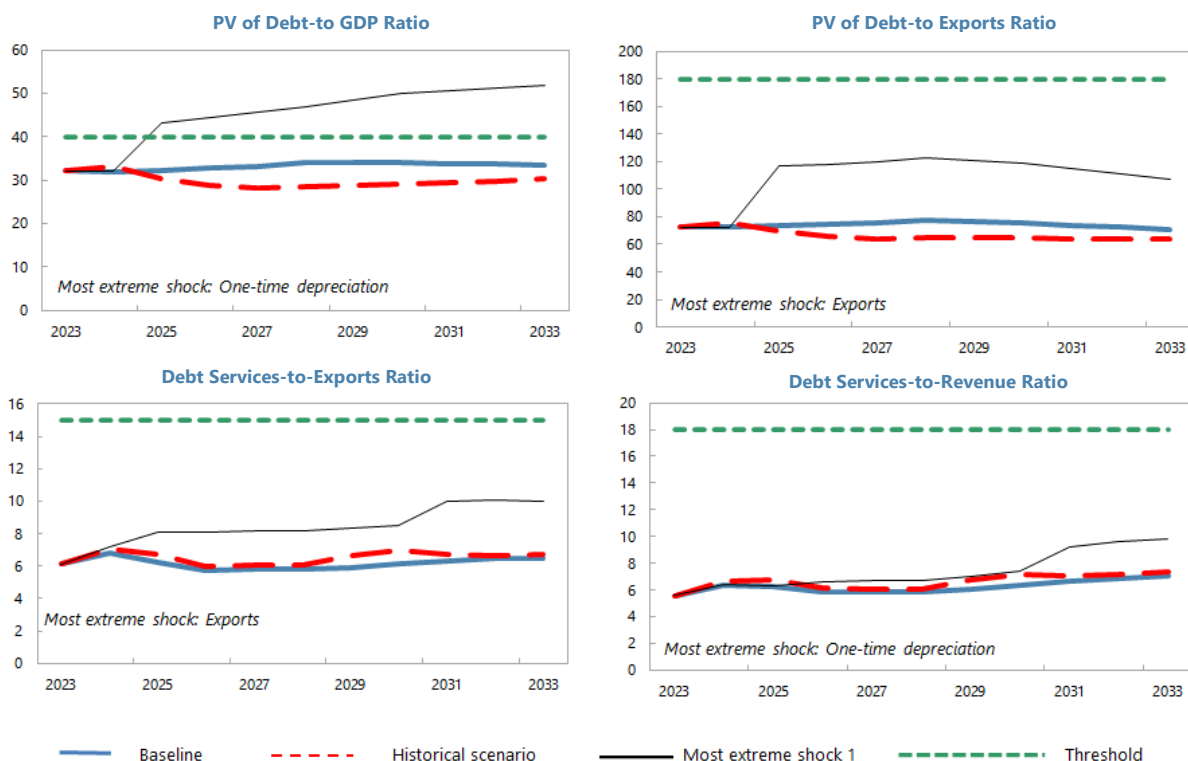 PV of Debt-to GDP Ratio
60
50
40
30
20
10
0
Most extreme shock: One-time depreciation
2023 2025 2027 2029 2031 2033
PV of Debt-to Exports Ratio
200
180
160
140
120
100
80
60
40
20
0
Most extreme shock: Exports
2023 2025 2027 2029 2031 2033
Debt Services-to-Exports Ratio
16
14
12
10
8
6
4
2
0
Most extreme shock: Exports
2023 2025 2027 2029 2031 2033
Debt Services-to-Revenue Ratio
20
18
16
14
12
10
8
6
4
2
0
Most extreme shock: One-time depreciation
2023 2025 2027 2029 2031 2033
Baseline Historical scenario Most extreme shock 1 Threshold